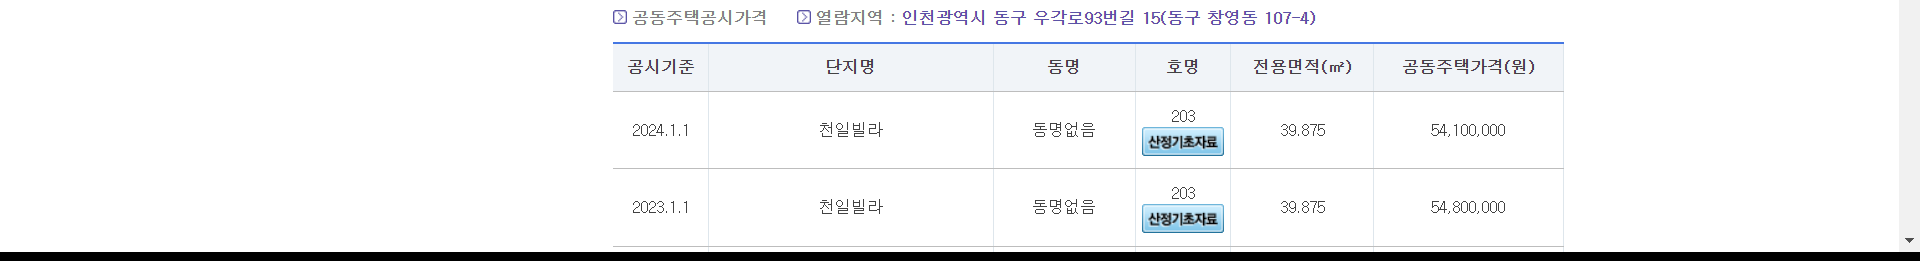 공동주택공시가격 열람지역 : 인천광역시 동구 우각로93번길 15(동구 창영동 107-4)
공시기준 단지명 동명 호명 전용면적(㎡) 공동주택가격(원)
2024.1.1 천일빌라 동명없음 203 39.875 54,100,000
산정기초자료
2023.1.1 천일빌라 동명없음 203 39.875 54,800,000
산정기초자료